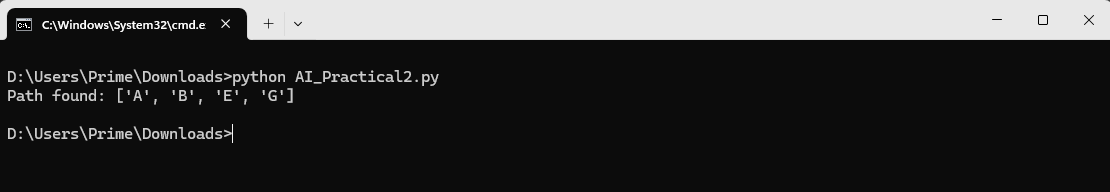 C:\Windows\System32\cmd.e
D:\Users\Prime\Downloads>python AI_Practical2.py
Path found: ['A', 'B', 'E', 'G']
D:\Users\Prime\Downloads>